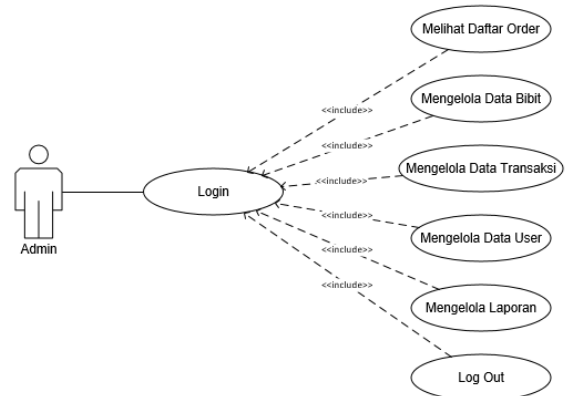 Melihat Daftar Order
<<include>>
Mengelola Data Bibit
<<include>>
Mengelola Data Transaksi
<<include>>
Login
Admin
<<include>>
Mengelola Data User
<<include>>
Mengelola Laporan
<<include>>
Log Out